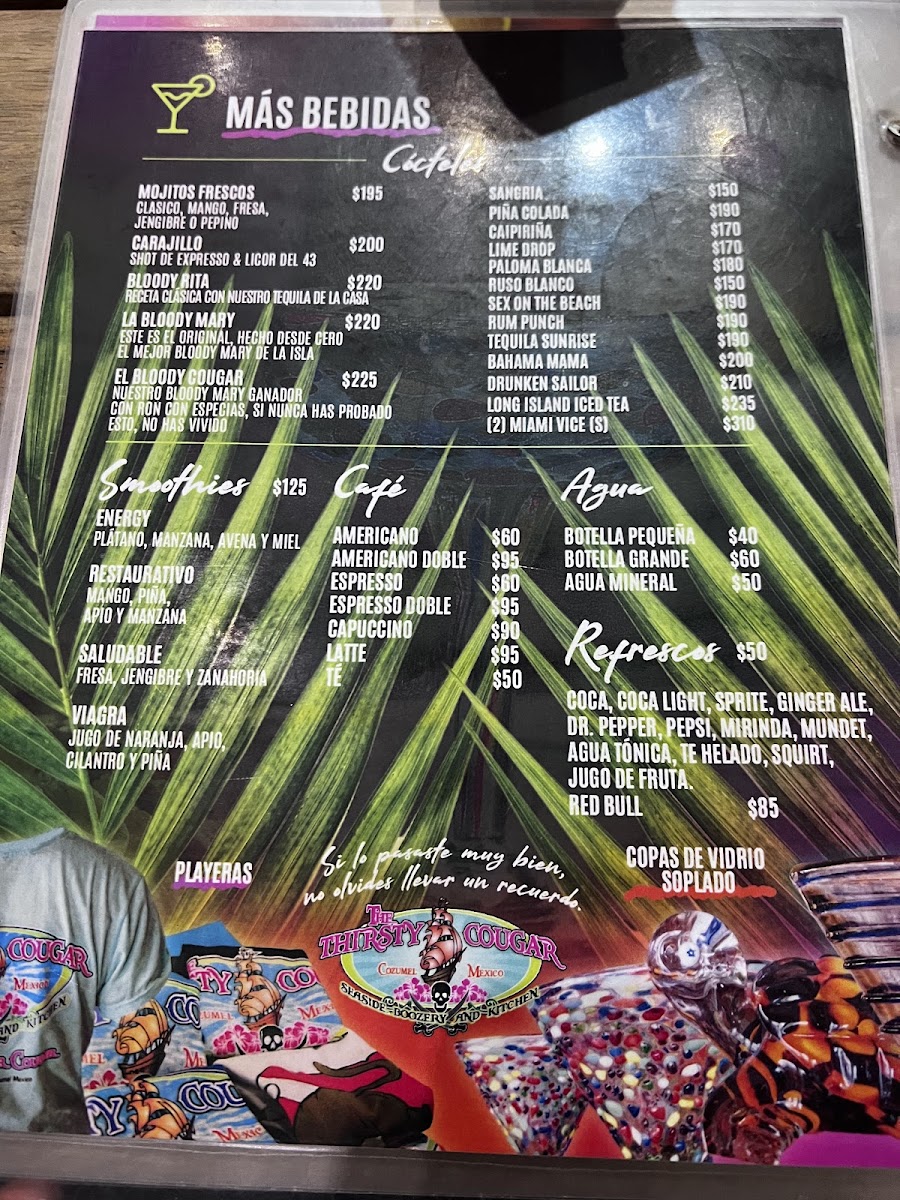 MÁS BEBIDAS
Cócteles
MOJITOS FRESCOS $195
CLASICO, MANGO, FRESA,
JENGIBRE O PEPINO
CARAJILLO $200
SHOT DE EXPRESSO & LICOR DEL 43
BLOODY RITA $220
RECETA CLÁSICA CON NUESTRO TEQUILA DE LA CASA
LA BLOODY MARY $220
ESTE ES EL ORIGINAL, HECHO DESDE CERO
EL MEJOR BLOODY MARY DE LA ISLA
EL BLOODY COUGAR $225
NUESTRO BLOODY MARY GANADOR
CON RON CON ESPECIAS, SI NUNCA HAS PROBADO
ESTO, NO HAS VIVIDO
SANGRIA $150
PIÑA COLADA $190
CAIPIRIÑA $170
LIME DROP $170
PALOMA BLANCA $180
RUSO BLANCO $150
SEX ON THE BEACH $190
RUM PUNCH $190
TEQUILA SUNRISE $190
BAHAMA MAMA $200
DRUNKEN SAILOR $210
LONG ISLAND ICED TEA $235
(2) MIAMI VICE (S) $310
Smoothies $125
ENERGY
PLÁTANO, MANZANA, AVENA Y MIEL
RESTAURATIVO
MANGO, PIÑA,
APIO Y MANZANA
SALUDABLE
FRESA, JENGIBRE Y ZANAHORIA
VIAGRA
JUGO DE NARANJA, APIO,
CILANTRO Y PIÑA
Café
AMERICANO $60
AMERICANO DOBLE $95
ESPRESSO $60
ESPRESSO DOBLE $95
CAPUCCINO $90
LATTE $95
TÉ $50
Agua
BOTELLA PEQUEÑA $40
BOTELLA GRANDE $60
AGUA MINERAL $50
Refrescos $50
COCA, COCA LIGHT, SPRITE, GINGER ALE,
DR. PEPPER, PEPSI, MIRINDA, MUNDET,
AGUA TÓNICA, TE HELADO, SQUIRT,
JUGO DE FRUTA.
RED BULL $85
PLAYERAS
Si lo pasaste muy bien,
no olvides llevar un recuerdo.
COPAS DE VIDRIO
SOPLADO
THE
THIRSTY COUGAR
COZUMEL MEXICO
SEASIDE BOOZERY AND KITCHEN
COUGAR
MEXICO
AND KITCHEN